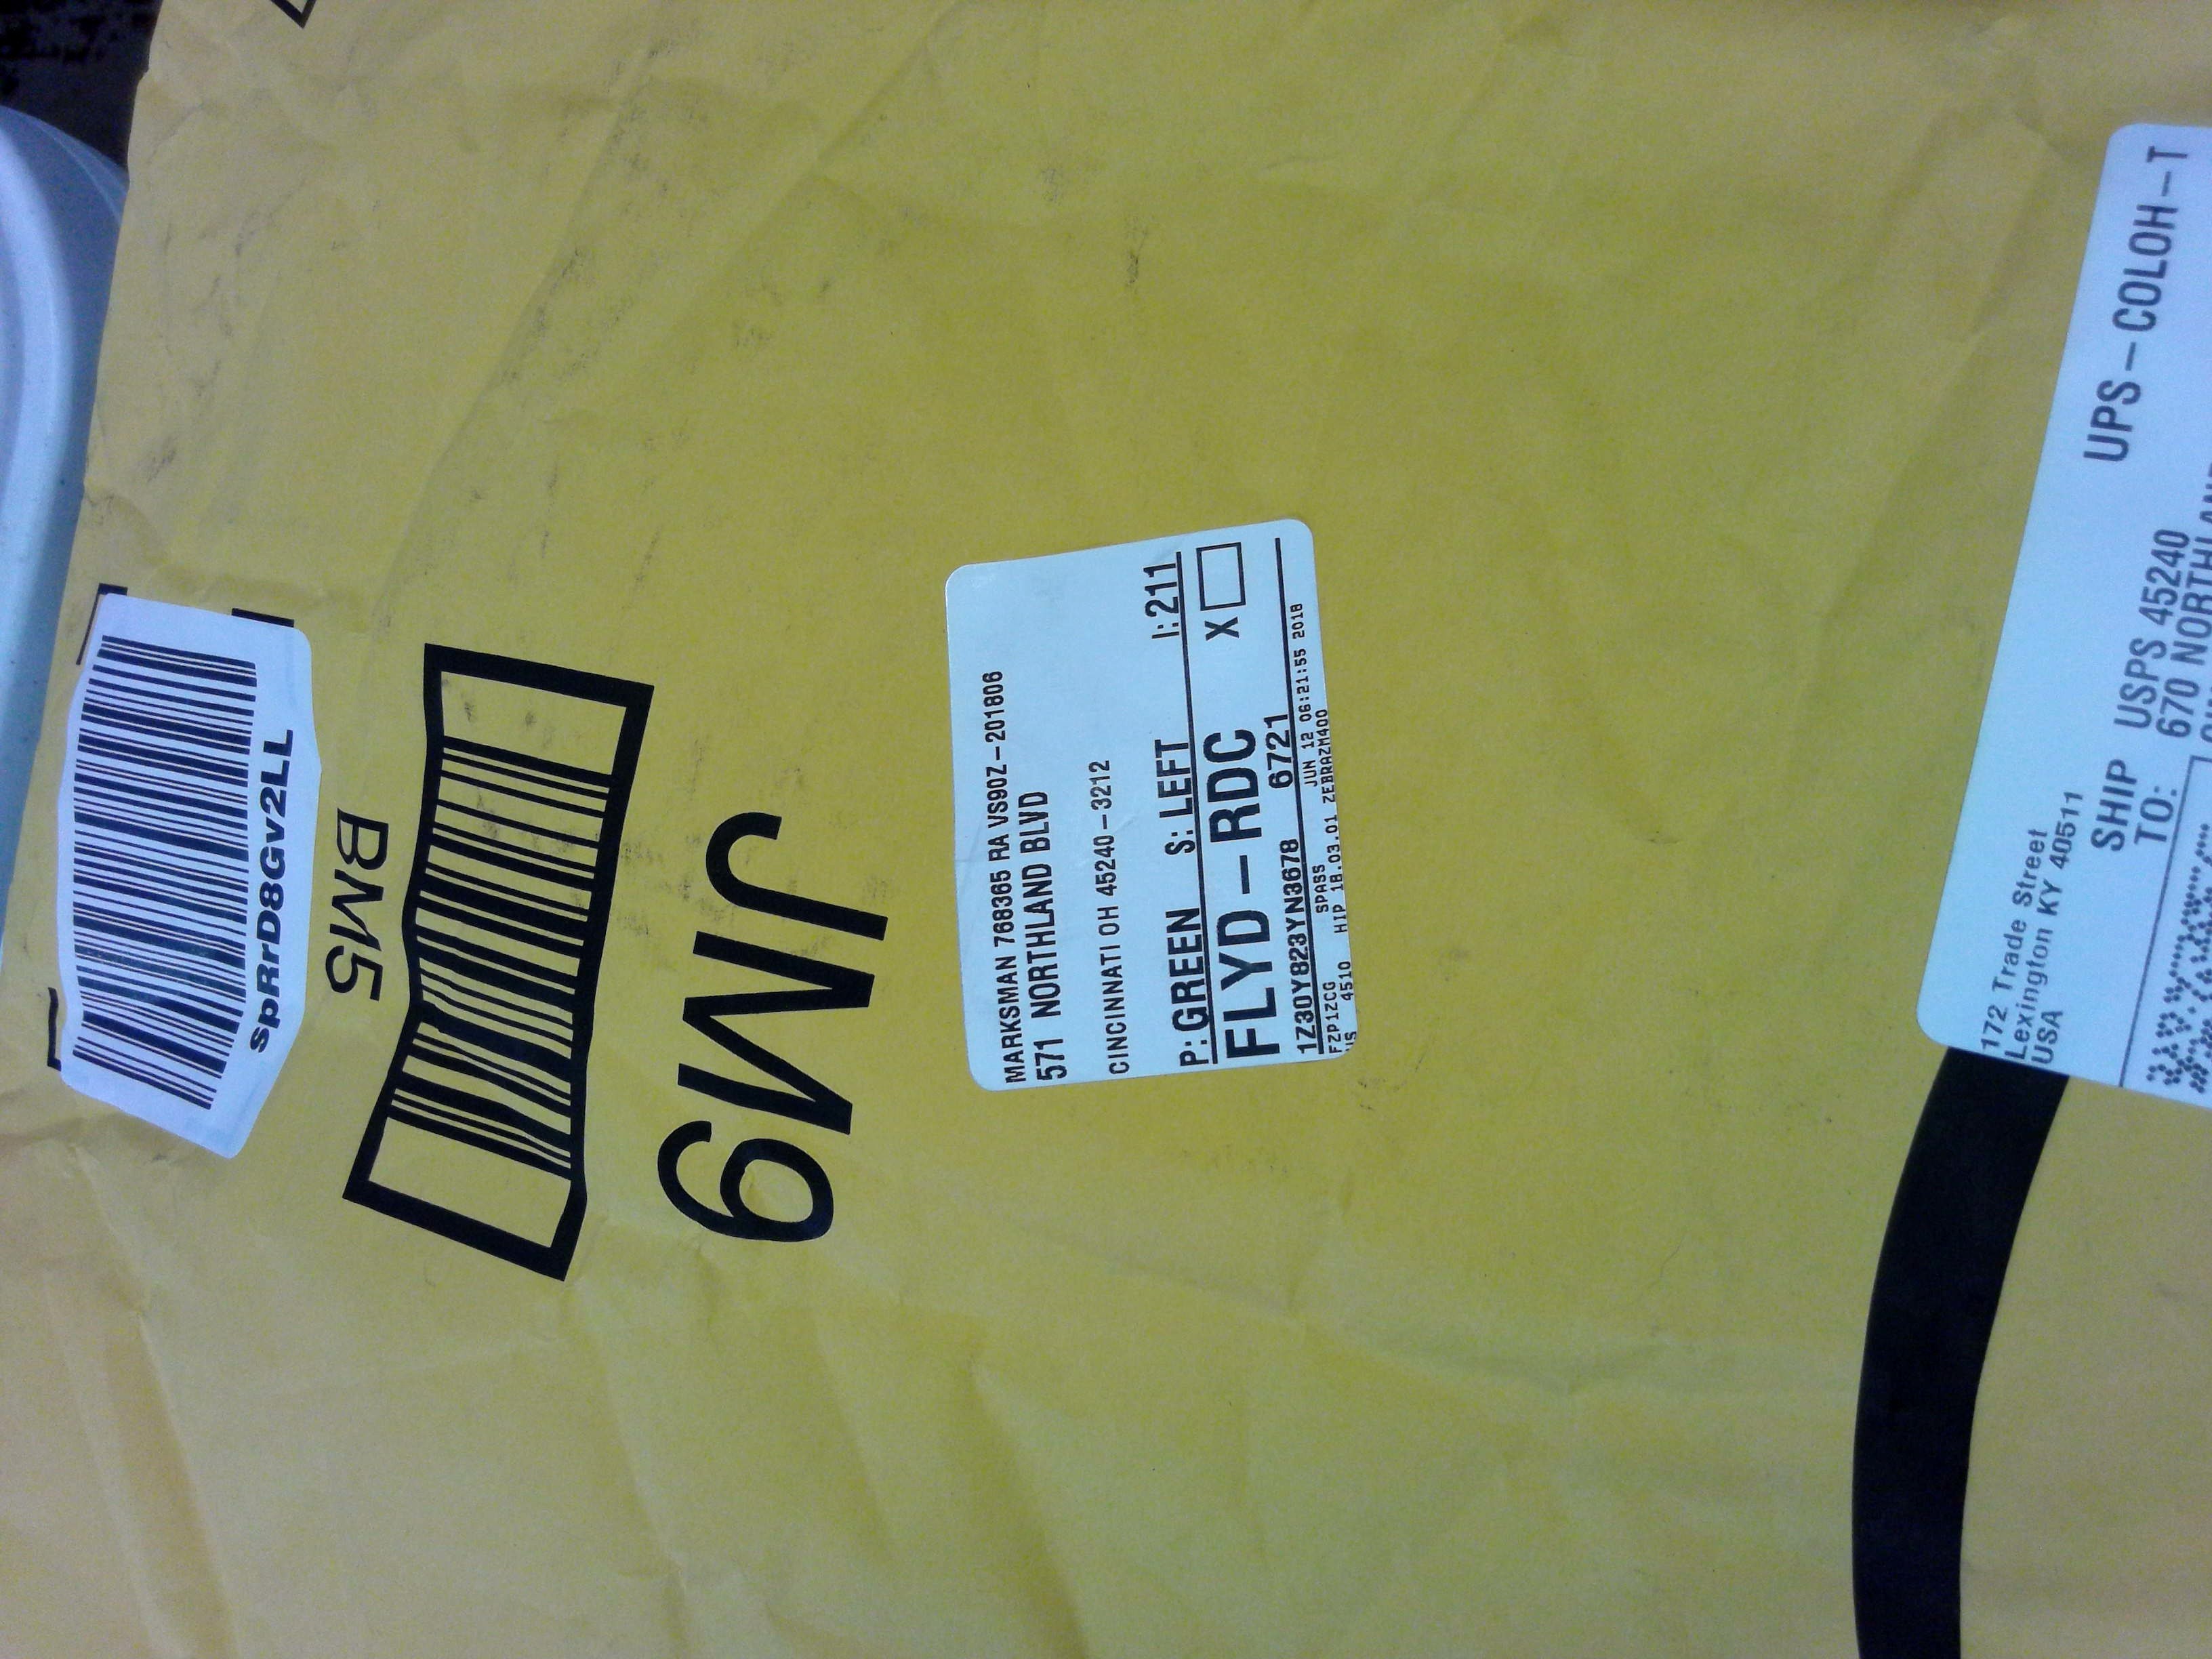 SpRrD8Gv2LL
BM5
JM9
MARKSMAN 768365 RA VS90Z-201806
571 NORTHLAND BLVD
CINCINNATI OH 45240-3212
P: GREEN S: LEFT I: 211
FLYD-RDC X
1Z30Y823YN3678 6721
FZP1ZCG SPASS JUN 12 06:21:55 2018
US 4510 HIP 18.03.01 ZEBRAZM400
UPS-COLOH-T
172 Trade Street
Lexington KY 40511
USA
SHIP
TO:
USPS 45240
670 NORTHLAND